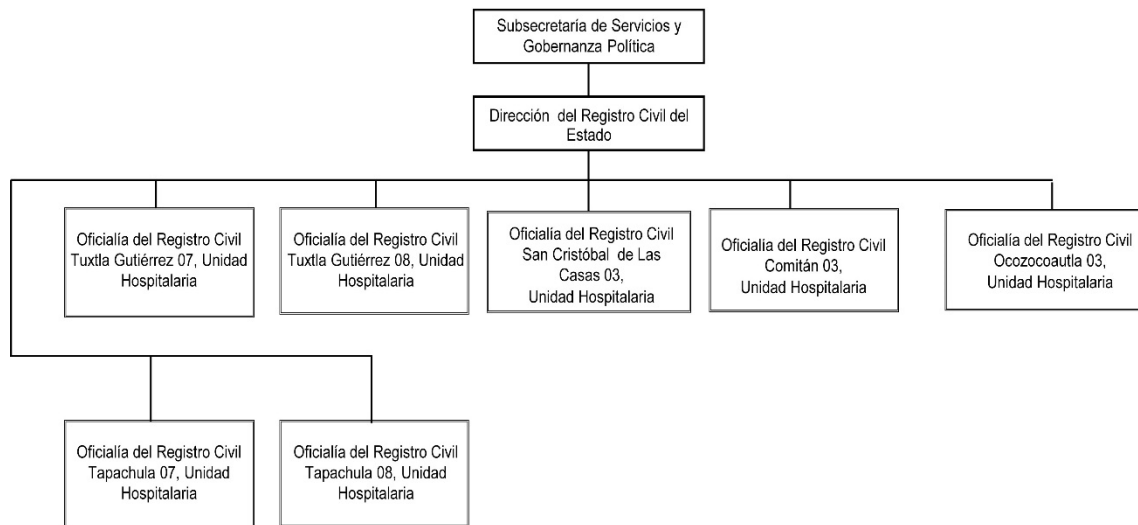 Subsecretaría de Servicios y
Gobernanza Política
Dirección del Registro Civil del
Estado
Oficialía del Registro Civil
Tuxtla Gutiérrez 07, Unidad
Hospitalaria
Oficialía del Registro Civil
Tuxtla Gutiérrez 08, Unidad
Hospitalaria
Oficialía del Registro Civil
San Cristóbal de Las
Casas 03,
Unidad Hospitalaria
Oficialía del Registro Civil
Comitán 03,
Unidad Hospitalaria
Oficialía del Registro Civil
Ocozocoautla 03,
Unidad Hospitalaria
Oficialía del Registro Civil
Tapachula 07, Unidad
Hospitalaria
Oficialía del Registro Civil
Tapachula 08, Unidad
Hospitalaria